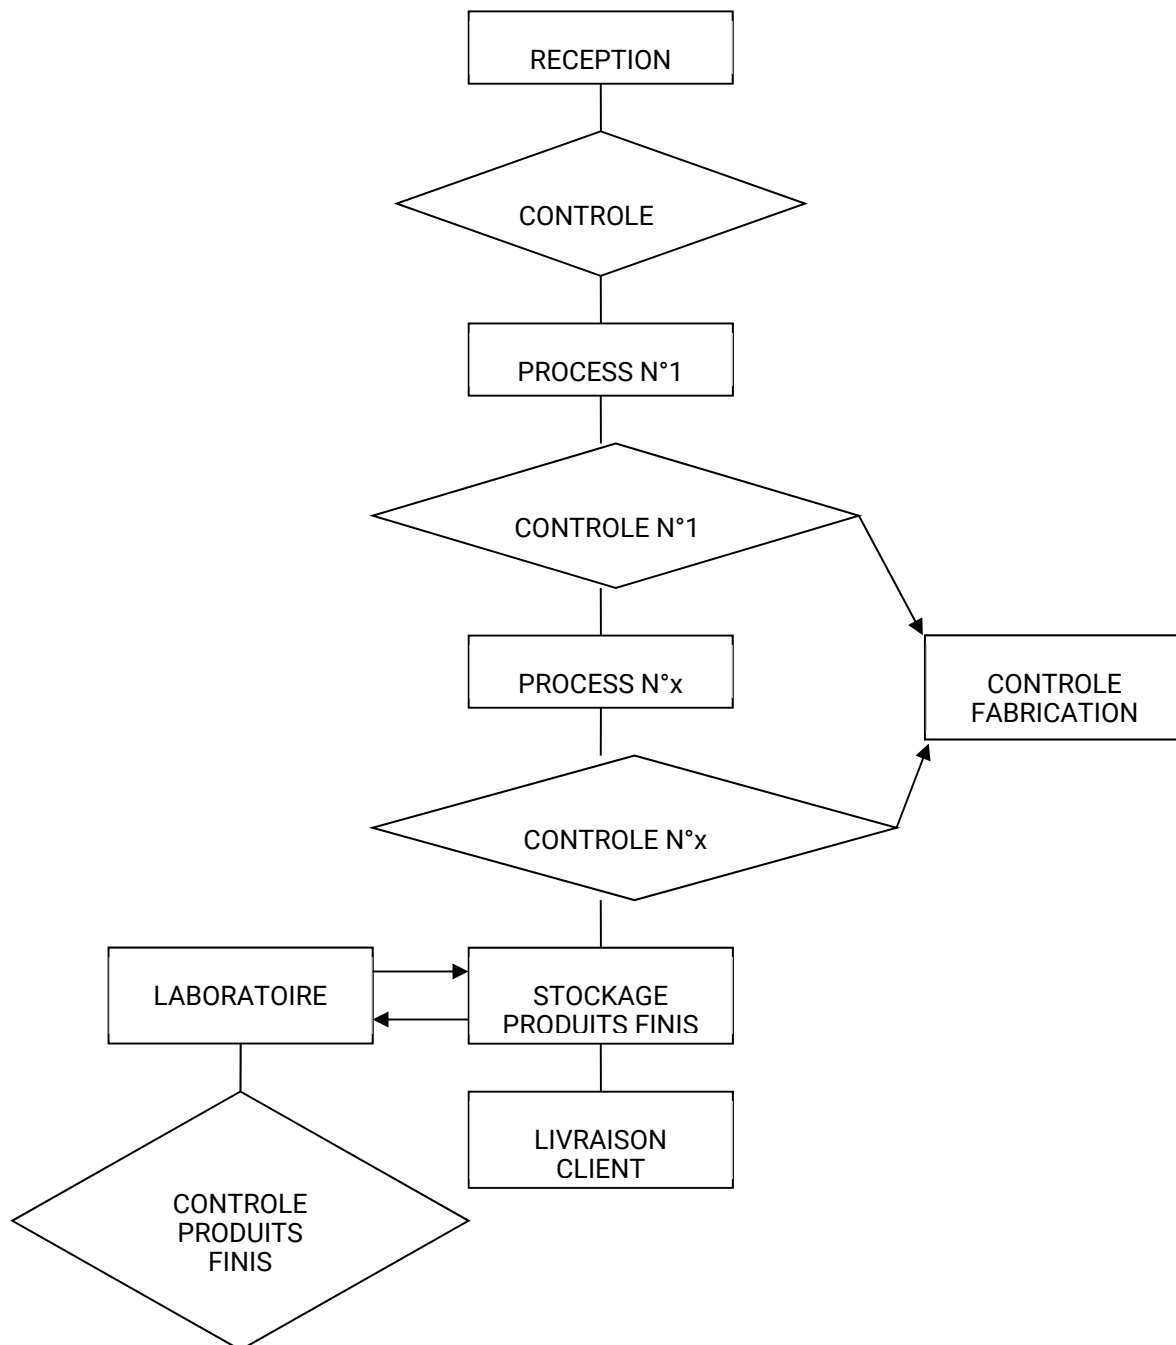 RECEPTION
CONTROLE
PROCESS N°1
CONTROLE N°1
PROCESS N°x
CONTROLE
FABRICATION
CONTROLE N°x
LABORATOIRE
STOCKAGE
PRODUITS FINIS
LIVRAISON
CLIENT
CONTROLE
PRODUITS
FINIS